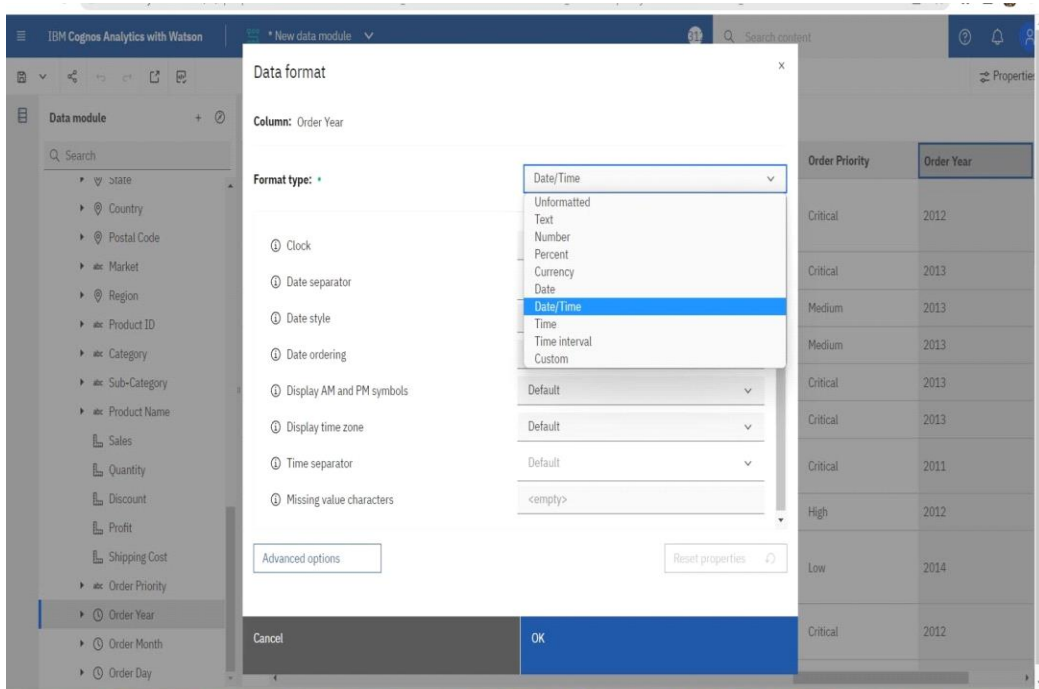 IBM Cognos Analytics with Watson
* New data module
Search content
Properties
Data module
Search
State
Country
Postal Code
Market
Region
Product ID
Category
Sub-Category
Product Name
Sales
Quantity
Discount
Profit
Shipping Cost
Order Priority
Order Year
Order Month
Order Day
Data format
x
Column: Order Year
Format type:
Date/Time
Unformatted
Text
Number
Percent
Currency
Date
Date/Time
Time
Time interval
Custom
Clock
Date separator
Date style
Date ordering
Display AM and PM symbols Default
Display time zone Default
Time separator Default
Missing value characters <empty>
Advanced options
Reset properties
Cancel
OK
Order Priority Order Year
Critical 2012
Critical 2013
Medium 2013
Medium 2013
Critical 2013
Critical 2013
Critical 2011
High 2012
Low 2014
Critical 2012